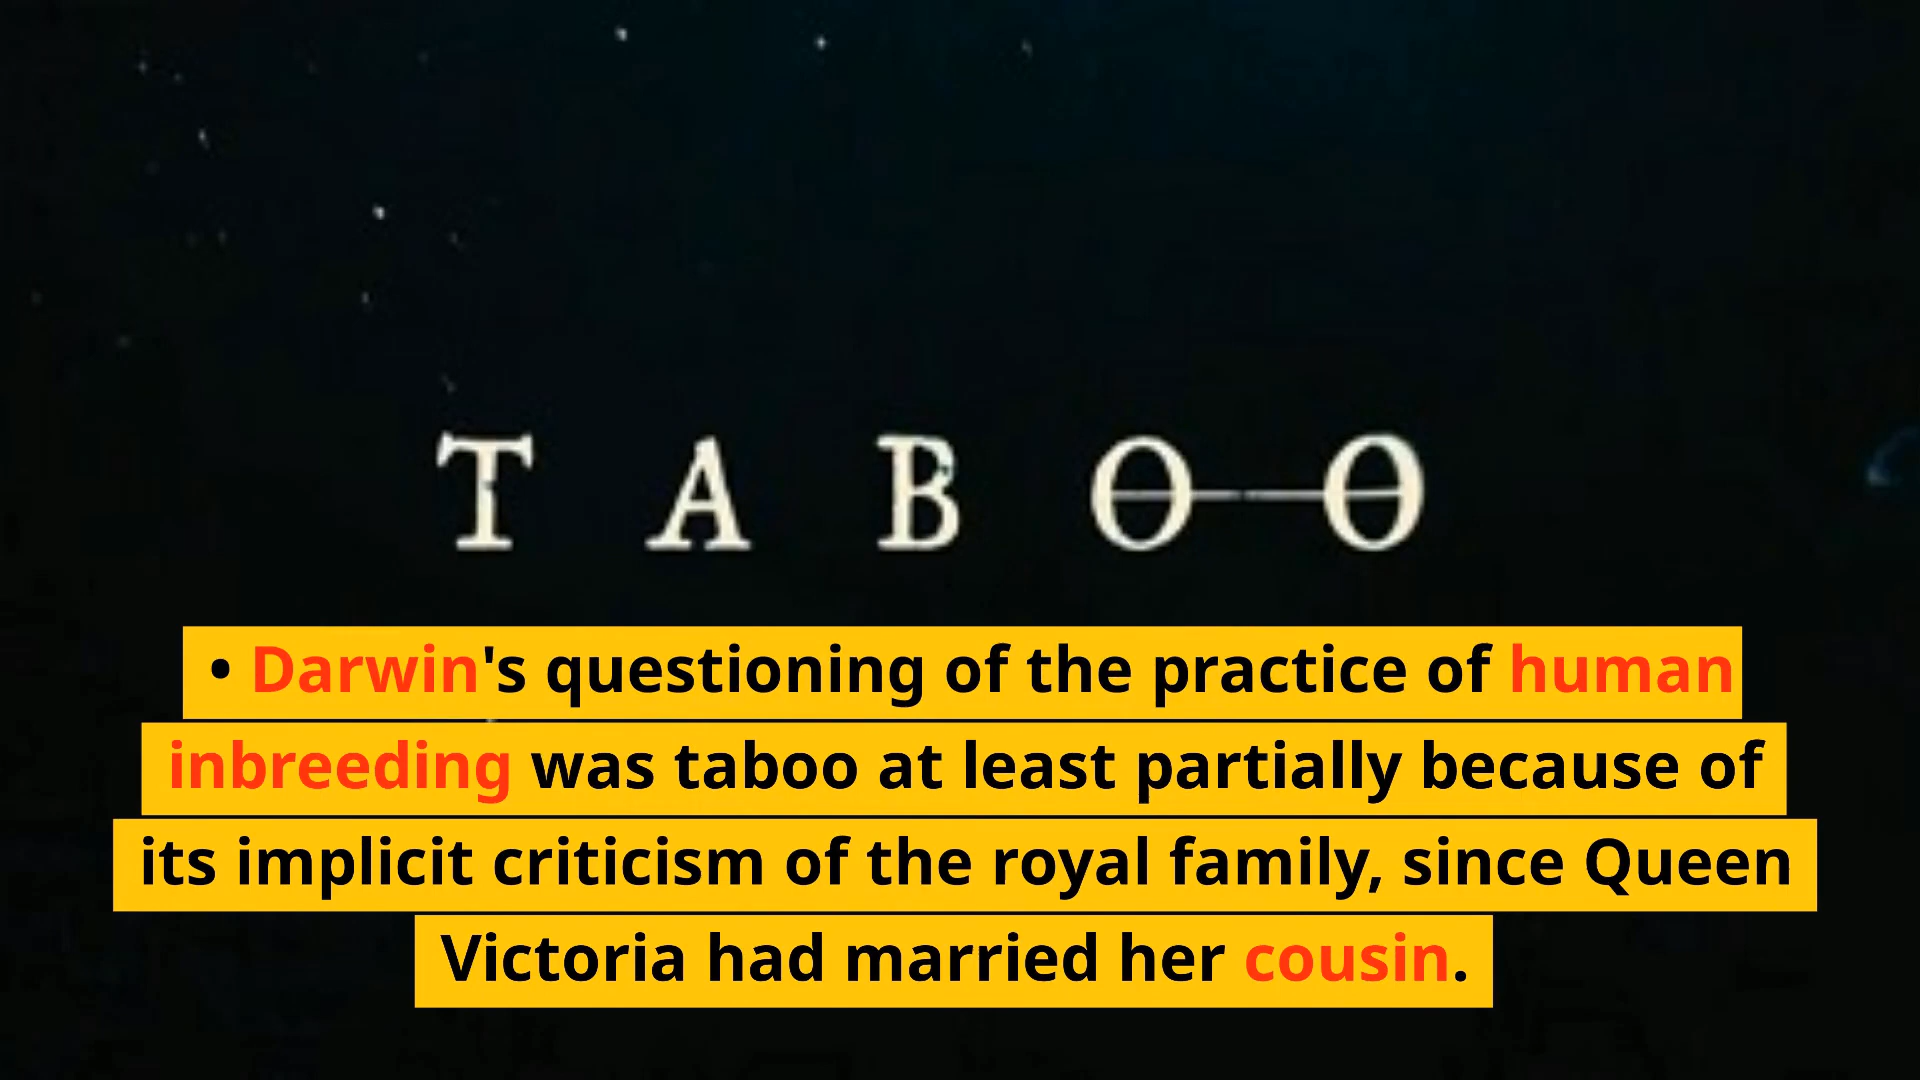 TABOO
• Darwin's questioning of the practice of human
inbreeding was taboo at least partially because of
its implicit criticism of the royal family, since Queen
Victoria had married her cousin.